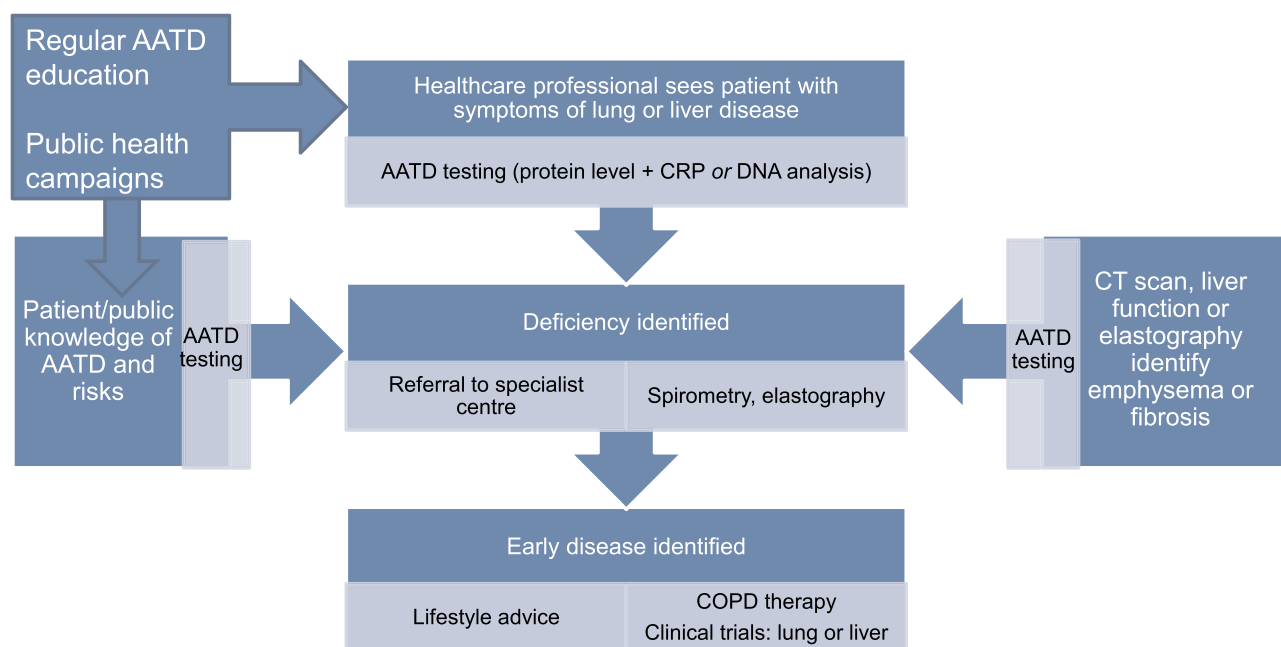 Regular AATD
education
Public health
campaigns
Healthcare professional sees patient with
symptoms of lung or liver disease
AATD testing (protein level + CRP or DNA analysis)
Patient/public
knowledge of
AATD and
risks
AATD
testing
Deficiency identified
Referral to specialist
centre
Spirometry, elastography
AATD
testing
CT scan, liver
function or
elastography
identify
emphysema or
fibrosis
Early disease identified
Lifestyle advice
COPD therapy
Clinical trials: lung or liver